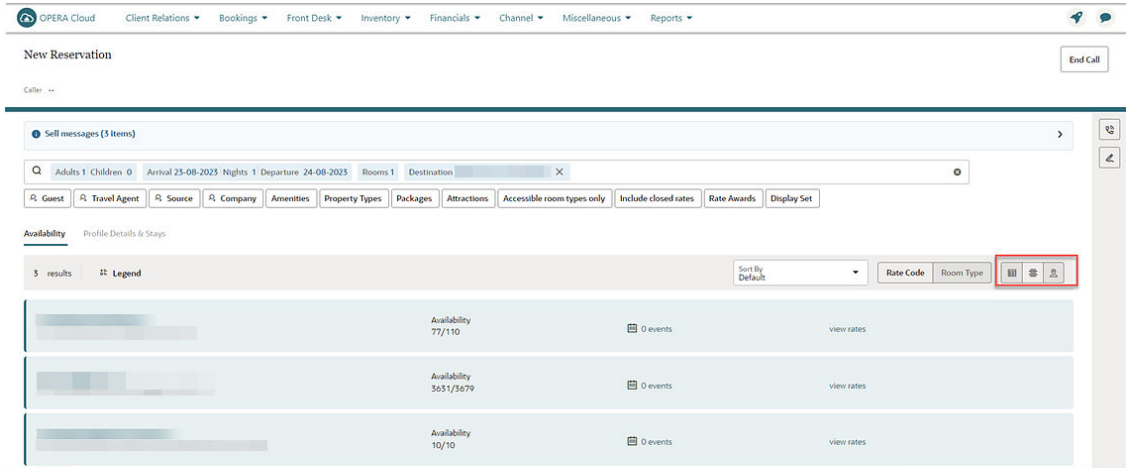 OPERA Cloud Client Relations Bookings Front Desk Inventory Financials Channel Miscellaneous Reports
New Reservation
End Call
Caller --
Sell messages (3 items)
Adults 1 Children 0 Arrival 23-08-2023 Nights 1 Departure 24-08-2023 Rooms 1 Destination
Guest Travel Agent Source Company Amenities Property Types Packages Attractions Accessible room types only Include closed rates Rate Awards Display Set
Availability Profile Details & Stays
3 results Legend
Sort By
Default
Rate Code Room Type
Availability
77/110
0 events view rates
Availability
3631/3679
0 events view rates
Availability
10/10
0 events view rates